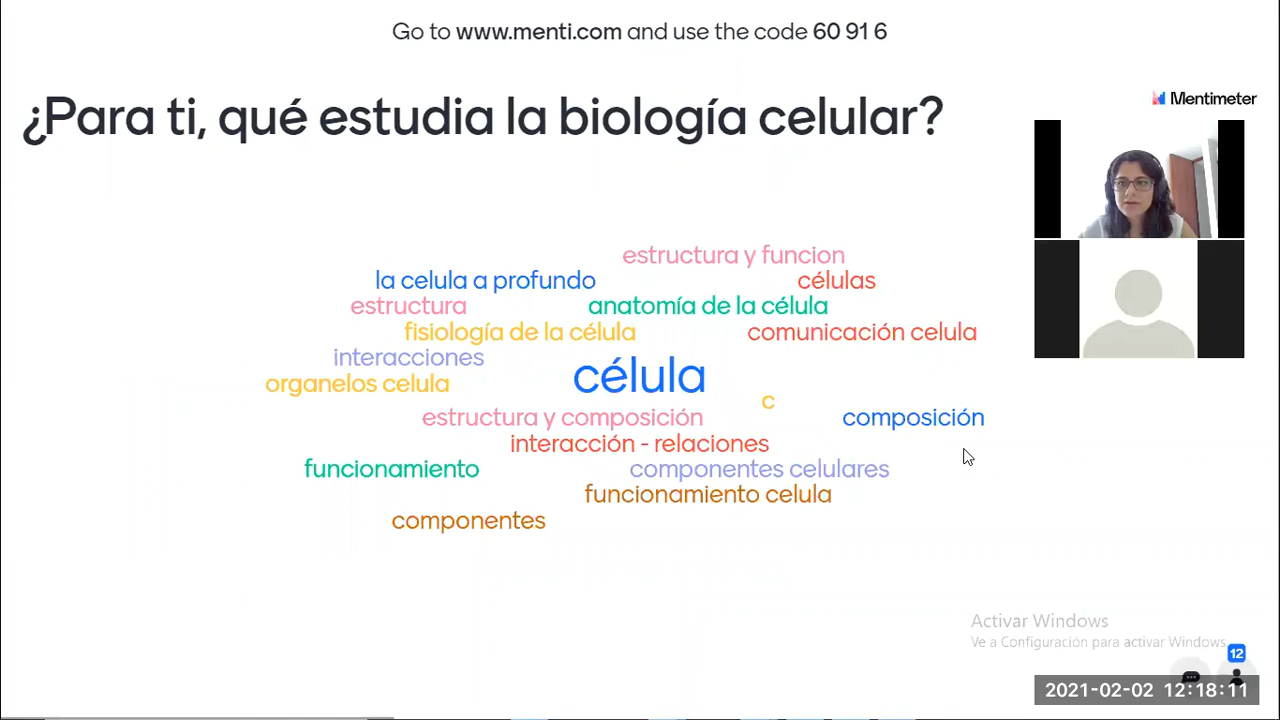 Go to www.menti.com and use the code 60 91 6
¿Para ti, qué estudia la biología celular?
Mentimeter
estructura y funcion
la celula a profundo
células
estructura
anatomía de la célula
fisiología de la célula
comunicación celula
interacciones
célula
organelos celula
c
estructura y composición
composición
interacción - relaciones
funcionamiento
componentes celulares
funcionamiento celula
componentes
Activar Windows
Ve a Configuración para activar Windows.
12
2021-02-02 12:18:11